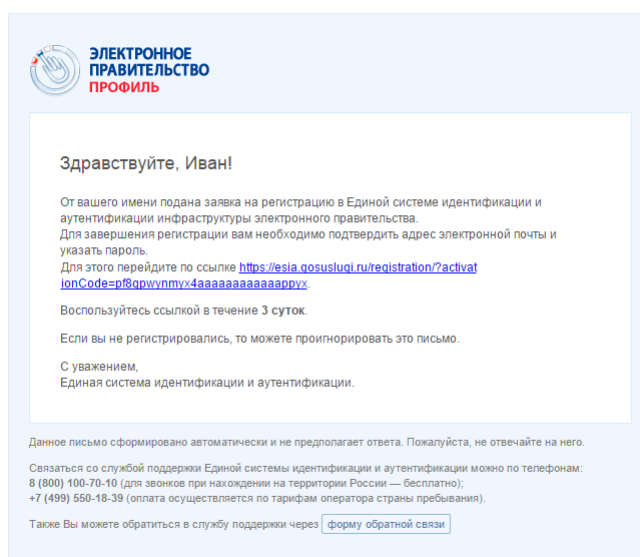 ЭЛЕКТРОННОЕ
ПРАВИТЕЛЬСТВО
ПРОФИЛЬ
Здравствуйте, Иван!
От вашего имени подана заявка на регистрацию в Единой системе идентификации и
аутентификации инфраструктуры электронного правительства.
Для завершения регистрации вам необходимо подтвердить адрес электронной почты и
указать пароль.
Для этого перейдите по ссылке https://esia.gosuslugi.ru/registration/?activat
ionCode=pf8gpwynmyx4aaaaaaaaaaaappyx.
Воспользуйтесь ссылкой в течение 3 суток.
Если вы не регистрировались, то можете проигнорировать это письмо.
С уважением,
Единая система идентификации и аутентификации.
Данное письмо сформировано автоматически и не предполагает ответа. Пожалуйста, не отвечайте на него.
Связаться со службой поддержки Единой системы идентификации и аутентификации можно по телефонам:
8 (800) 100-70-10 (для звонков при нахождении на территории России — бесплатно);
+7 (499) 550-18-39 (оплата осуществляется по тарифам оператора страны пребывания).
Также Вы можете обратиться в службу поддержки через форму обратной связи